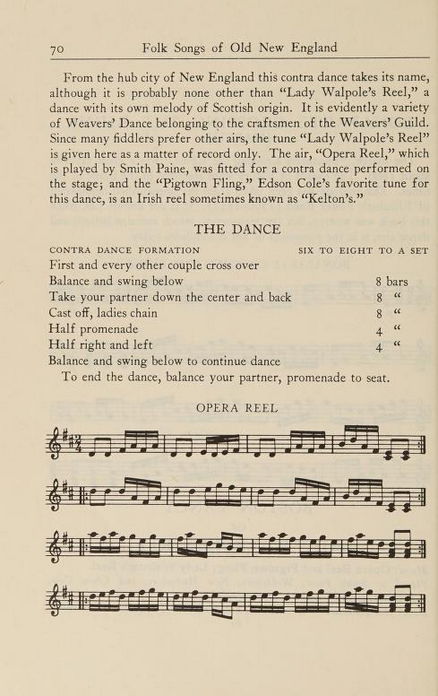 70 Folk Songs of Old New England
From the hub city of New England this contra dance takes its name,
although it is probably none other than “Lady Walpole’s Reel,” a
dance with its own melody of Scottish origin. It is evidently a variety
of Weavers’ Dance belonging to the craftsmen of the Weavers’ Guild.
Since many fiddlers prefer other airs, the tune “Lady Walpole’s Reel”
is given here as a matter of record only. The air, “Opera Reel,” which
is played by Smith Paine, was fitted for a contra dance performed on
the stage; and the “Pigtown Fling,” Edson Cole’s favorite tune for
this dance, is an Irish reel sometimes known as “Kelton’s.”
THE DANCE
CONTRA DANCE FORMATION SIX TO EIGHT TO A SET
First and every other couple cross over
Balance and swing below 8 bars
Take your partner down the center and back 8 “
Cast off, ladies chain 8 “
Half promenade 4 “
Half right and left 4 “
Balance and swing below to continue dance
To end the dance, balance your partner, promenade to seat.
OPERA REEL
2
4